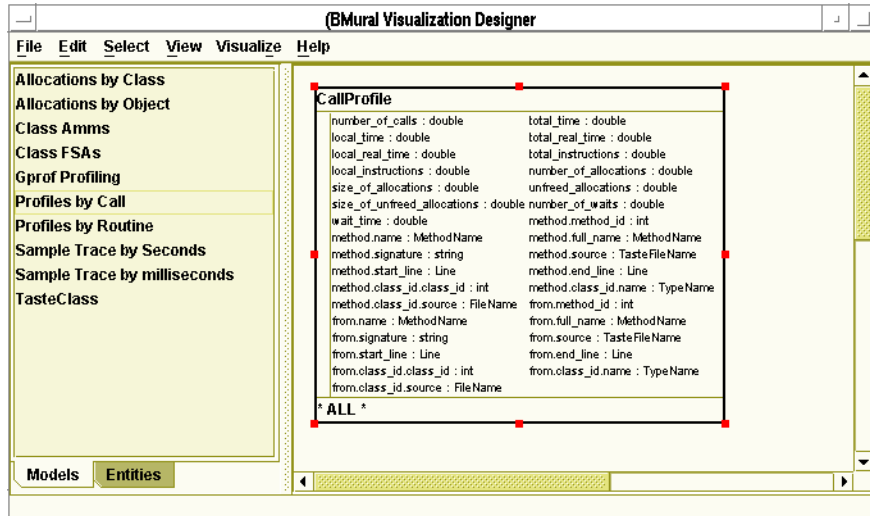 (BMural Visualization Designer
File Edit Select View Visualize Help
Allocations by Class
Allocations by Object
Class Amms
Class FSAs
Gprof Profiling
Profiles by Call
Profiles by Routine
Sample Trace by Seconds
Sample Trace by milliseconds
TasteClass
Models Entities
CallProfile
number_of_calls : double total_time : double
local_time : double total_real_time : double
local_real_time : double total_instructions : double
local_instructions : double number_of_allocations : double
size_of_allocations : double unfreed_allocations : double
size_of_unfreed_allocations : double number_of_waits : double
wait_time : double method.method_id : int
method.name : MethodName method.full_name : MethodName
method.signature : string method.source : TasteFileName
method.start_line : Line method.end_line : Line
method.class_id.class_id : int method.class_id.name : TypeName
method.class_id.source : FileName from.method_id : int
from.name : MethodName from.full_name : MethodName
from.signature : string from.source : TasteFileName
from.start_line : Line from.end_line : Line
from.class_id.class_id : int from.class_id.name : TypeName
from.class_id.source : FileName
* ALL *